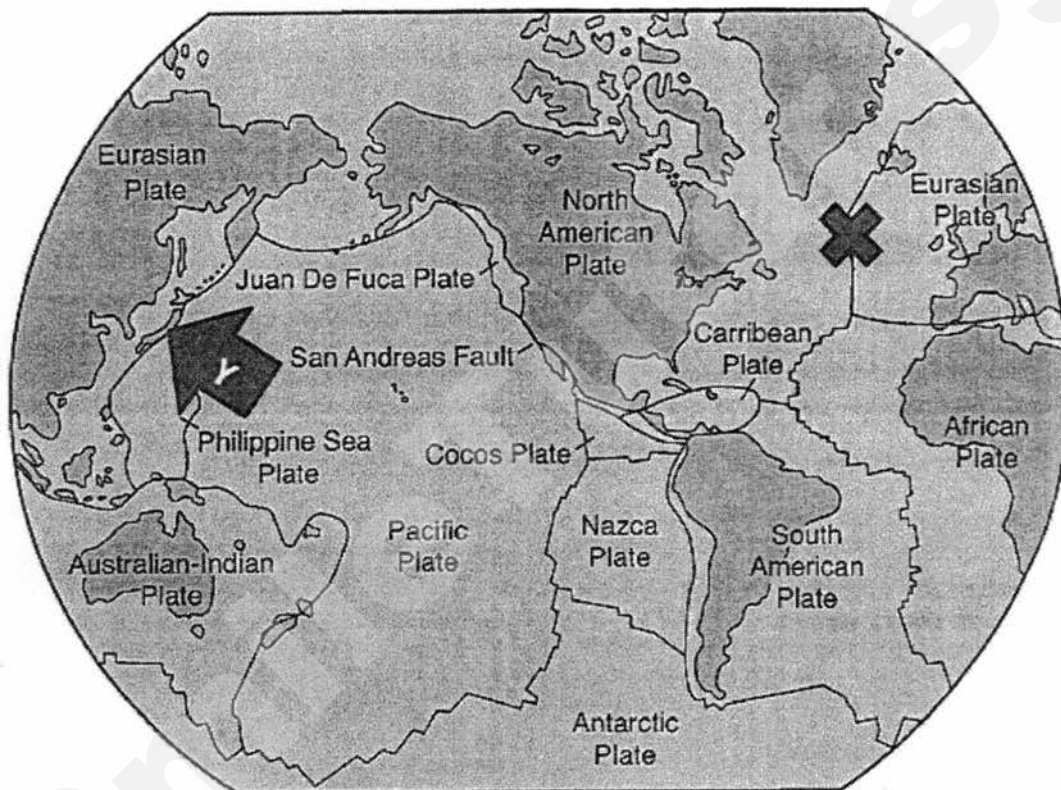 Eurasian
Plate
North
American
Plate
Eurasian
Plate
Juan De Fuca Plate
San Andreas Fault
Carribean
Plate
Y
Philippine Sea
Plate
Cocos Plate
African
Plate
Pacific
Plate
Nazca
Plate
South
American
Plate
Australian-Indian
Plate
Antarctic
Plate